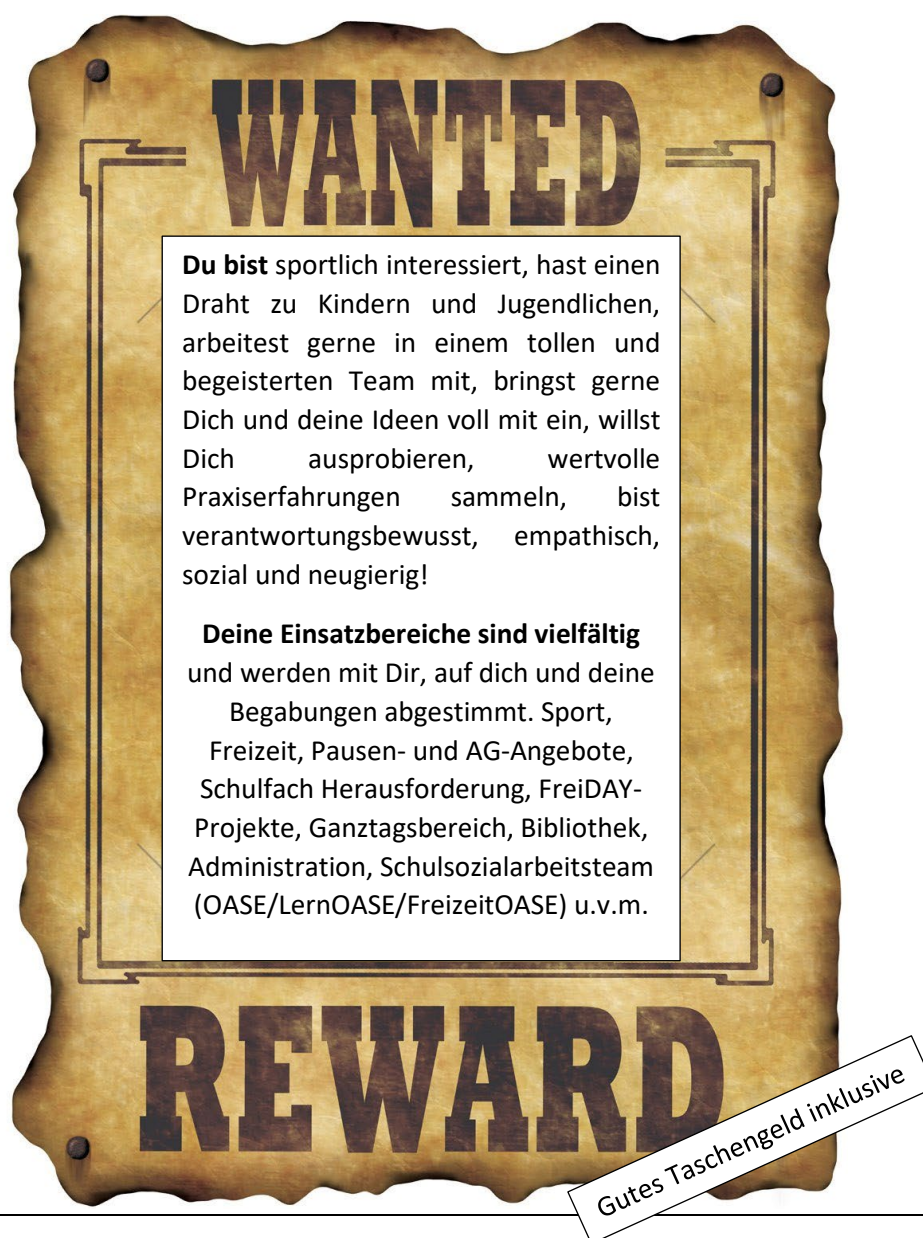 WANTED
Du bist sportlich interessiert, hast einen
Draht zu Kindern und Jugendlichen,
arbeitest gerne in einem tollen und
begeisterten Team mit, bringst gerne
Dich und deine Ideen voll mit ein, willst
Dich ausprobieren, wertvolle
Praxiserfahrungen sammeln, bist
verantwortungsbewusst, empathisch,
sozial und neugierig!
Deine Einsatzbereiche sind vielfältig
und werden mit Dir, auf dich und deine
Begabungen abgestimmt. Sport,
Freizeit, Pausen- und AG-Angebote,
Schulfach Herausforderung, FreiDAY-
Projekte, Ganztagsbereich, Bibliothek,
Administration, Schulsozialarbeitsteam
(OASE/LernOASE/FreizeitOASE) u.v.m.
REWARD
Gutes Taschengeld inklusive